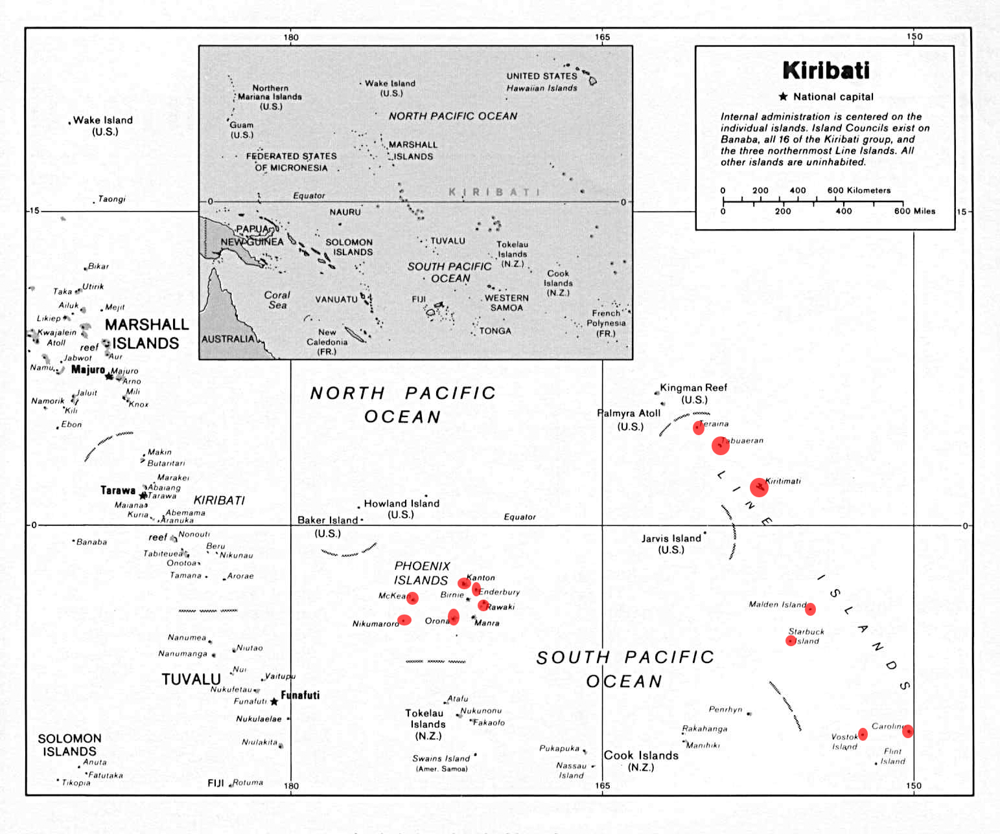 180
165
150
Kiribati
★ National capital
Internal administration is centered on the
individual islands. Island Councils exist on
Banaba, all 16 of the Kiribati group, and
the three northernmost Line Islands. All
other islands are uninhabited.
0 200 400 600 Kilometers
0 200 400 600 Miles
Northern
Mariana Islands
(U.S.)
Wake Island
(U.S.)
UNITED STATES
Hawaiian Islands
NORTH PACIFIC OCEAN
Guam
(U.S.)
MARSHALL
ISLANDS
FEDERATED STATES
OF MICRONESIA
KIRIBATI
Equator
0
0
NAURU
PAPUA
NEW GUINEA
SOLOMON
ISLANDS
TUVALU
Tokelau
Islands
(N.Z.)
SOUTH PACIFIC
OCEAN
Cook
Islands
(N.Z.)
Coral
Sea
VANUATU
FIJI
WESTERN
SAMOA
French
Polynesia
(FR.)
New
Caledonia
(FR.)
TONGA
AUSTRALIA
Wake Island
(U.S.)
Taongi
15
15
Bikar
Utirik
Taka
Ailuk
Mejit
Likiep
MARSHALL
ISLANDS
Kwajalein
Atoll
reef
Jabwot
Aur
Namu
Majuro
Majuro
Arno
Jaluit
Mili
Namorik
Kili
Knox
Ebon
NORTH PACIFIC
OCEAN
Kingman Reef
(U.S.)
Palmyra Atoll
(U.S.)
Teraina
Tabuaeran
Kiritimati
LINE
ISLANDS
Makin
Butaritari
Marakei
Tarawa
Abaiang
Tarawa
Maiana
KIRIBATI
Kuria
Abemama
Aranuka
Howland Island
(U.S.)
Baker Island
(U.S.)
Equator
0
0
Jarvis Island
(U.S.)
Banaba
reef
Nonouti
Beru
Tabiteuea
Nikunau
Onotoa
Tamana
Arorae
PHOENIX
ISLANDS
Kanton
McKean
Birnie
Enderbury
Rawaki
Nikumaroro
Orona
Manra
Malden Island
Starbuck
Island
Nanumea
Niutao
Nanumanga
SOUTH PACIFIC
OCEAN
Nui
TUVALU
Vaitupu
Nukufetau
Funafuti
Funafuti
Nukulaelae
Niulakita
Atafu
Tokelau
Islands
(N.Z.)
Nukunonu
Fakaofo
Swains Island
(Amer. Samoa)
Penrhyn
Rakahanga
Manihiki
Pukapuka
Nassau
Island
Cook Islands
(N.Z.)
Caroline
Vostok
Island
Flint
Island
SOLOMON
ISLANDS
Anuta
Fatutaka
Tikopia
FIJI
Rotuma
180
165
150